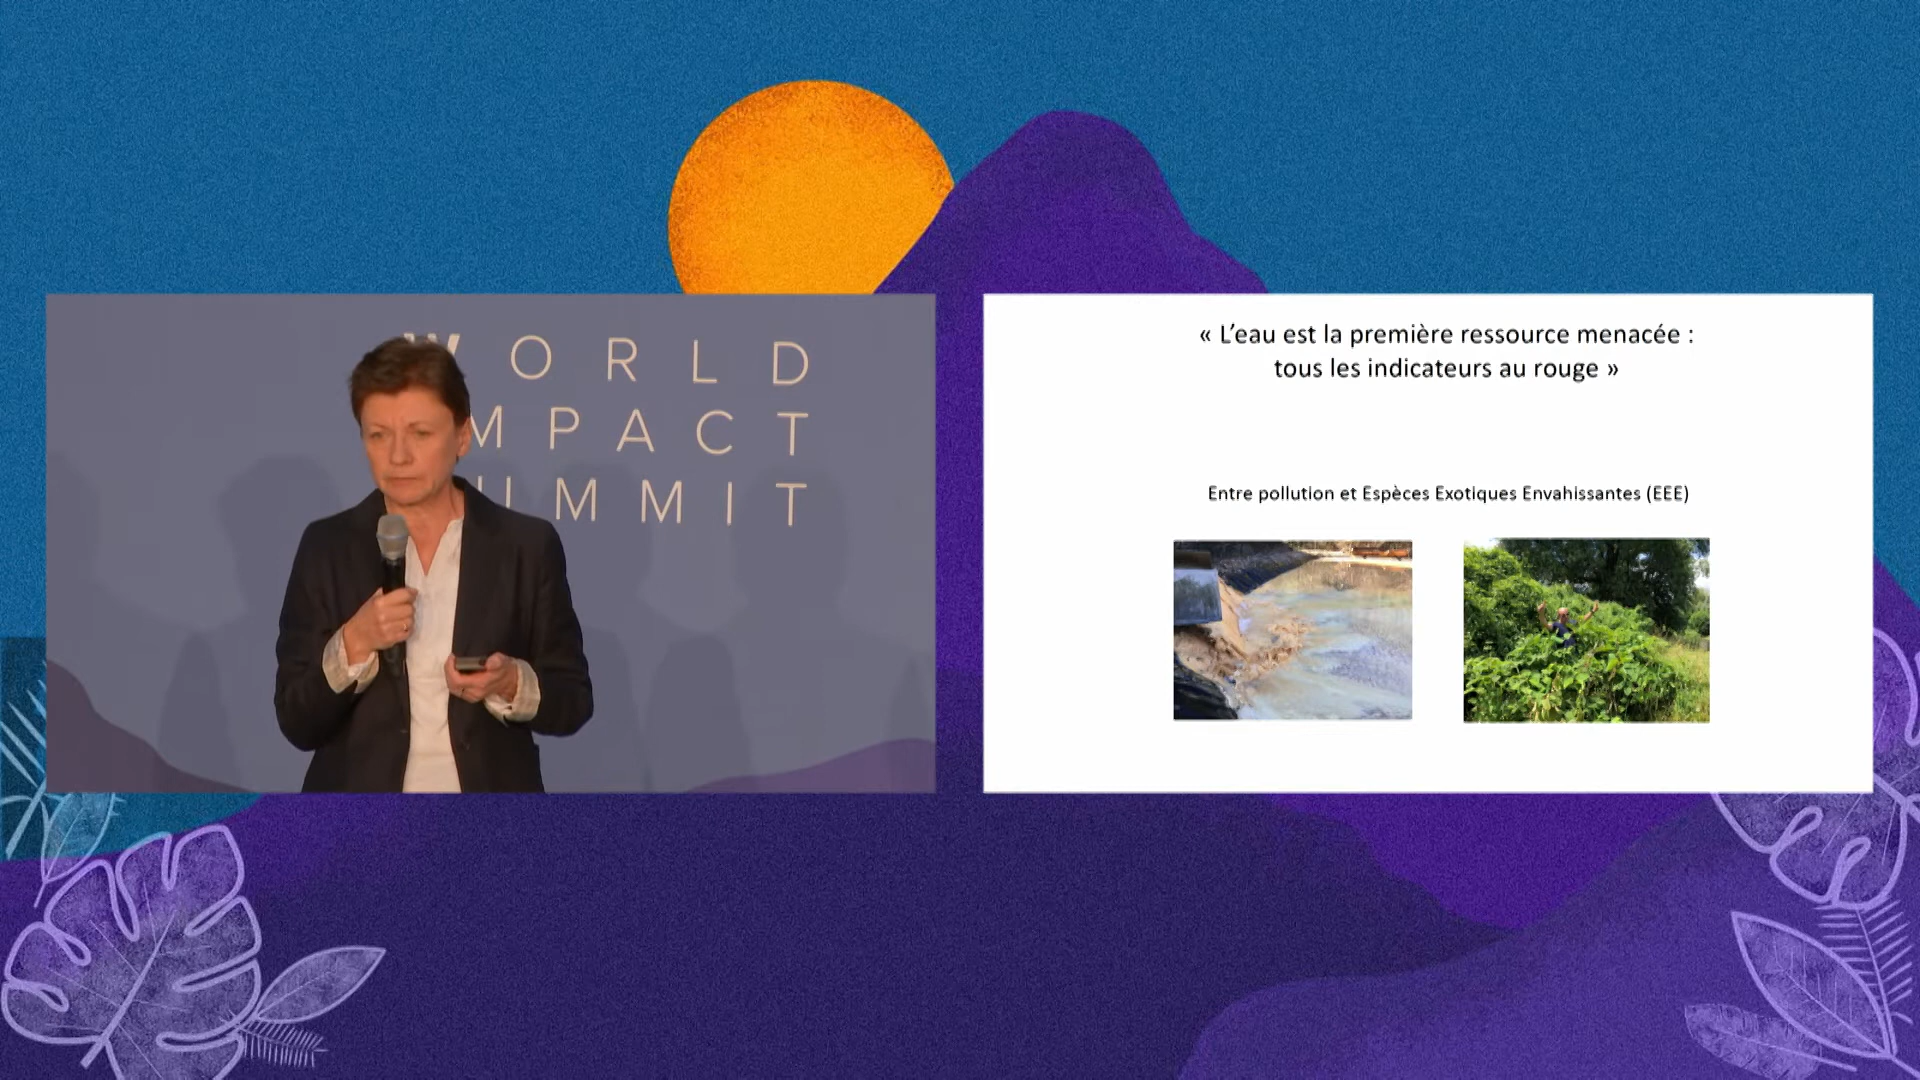 WORLD
MPACT
UMMIT
« L’eau est la première ressource menacée :
tous les indicateurs au rouge »
Entre pollution et Espèces Exotiques Envahissantes (EEE)